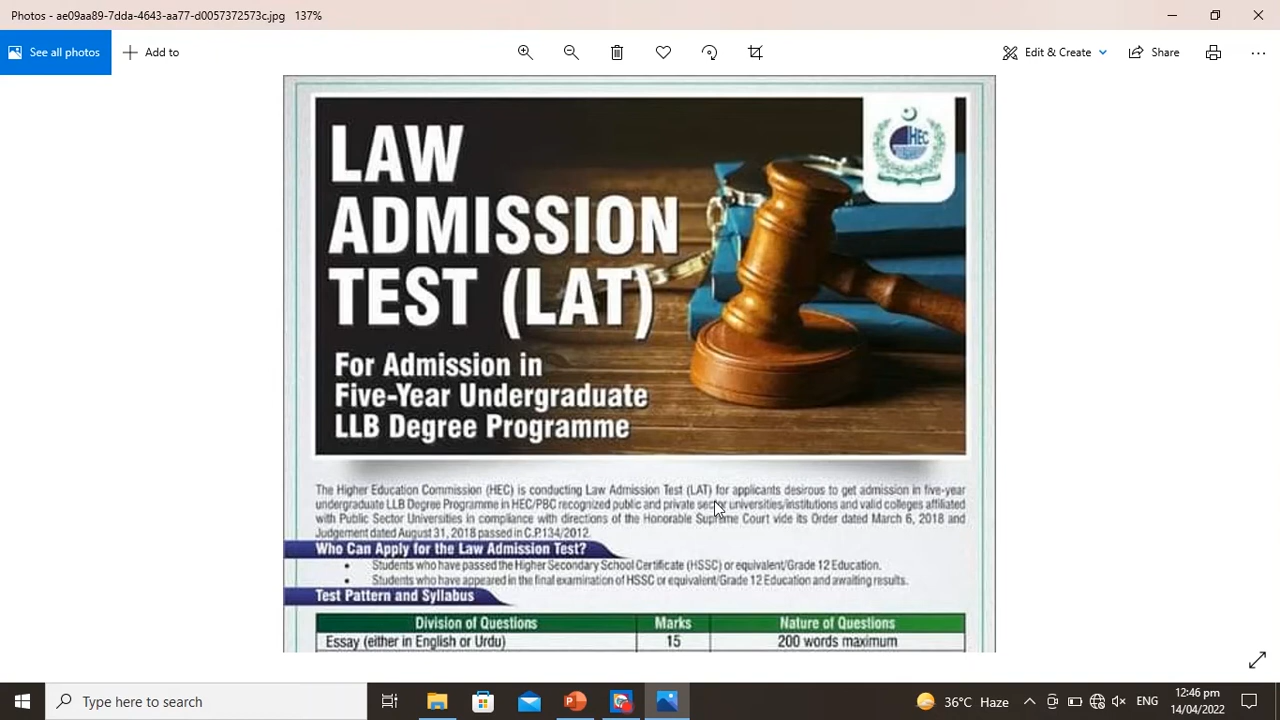 Photos - ae09aa89-7dda-4643-aa77-d0057372573c.jpg   137%
See all photos
Add to
Edit & Create
Share
HEC
LAW
ADMISSION
TEST (LAT)
For Admission in
Five-Year Undergraduate
LLB Degree Programme
The Higher Education Commission (HEC) is conducting Law Admission Test (LAT) for applicants desirous to get admission in five-year
undergraduate LLB Degree Programme in HEC/PBC recognized public and private sector universities/institutions and valid colleges affiliated
with Public Sector Universities in compliance with directions of the Honorable Supreme Court vide its Order dated March 6, 2018 and
Judgement dated August 31, 2018 passed in C.P.134/2012.
Who Can Apply for the Law Admission Test?
• Students who have passed the Higher Secondary School Certificate (HSSC) or equivalent/Grade 12 Education.
• Students who have appeared in the final examination of HSSC or equivalent/Grade 12 Education and awaiting results.
Test Pattern and Syllabus
Division of Questions Marks Nature of Questions
Essay (either in English or Urdu) 15 200 words maximum
Type here to search
36°C Haze
ENG
12:46 pm
14/04/2022